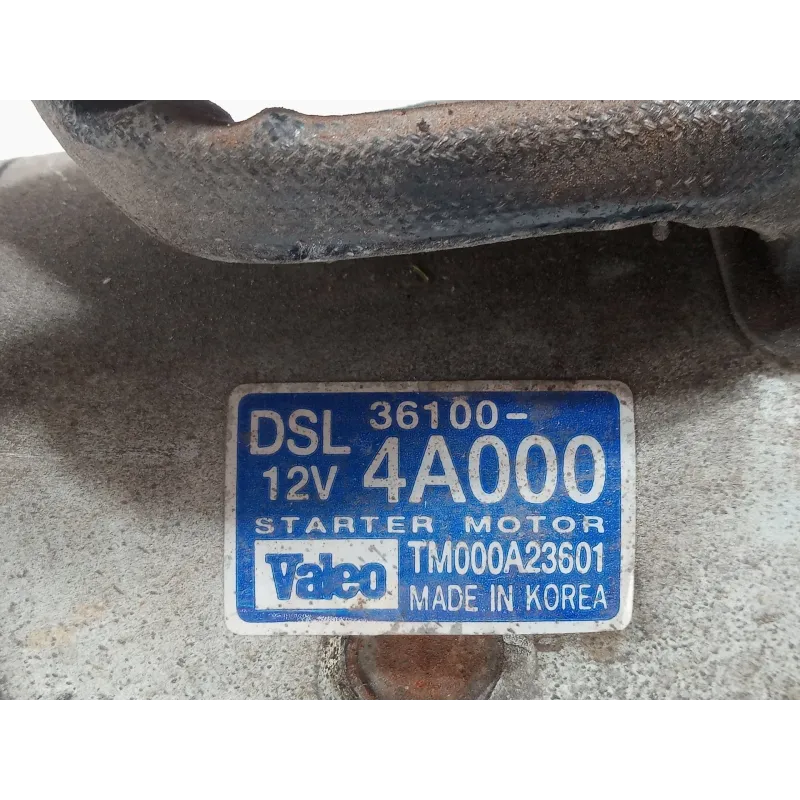 DSL 36100-
12V 4A000
STARTER MOTOR
Valeo TM000A23601
MADE IN KOREA